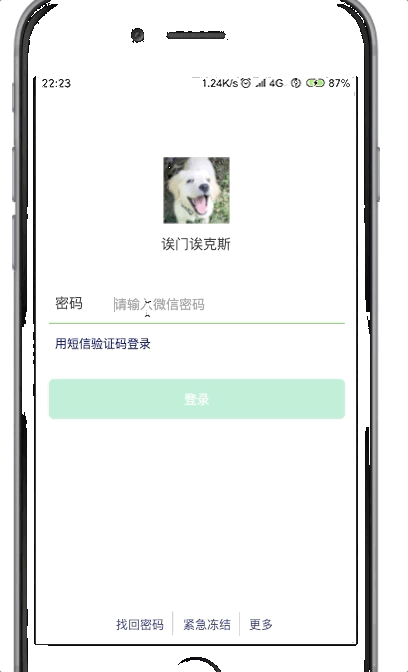 22:23 1.24K/s 4G 87%
诶门诶克斯
密码 请输入微信密码
用短信验证码登录
登录
找回密码 紧急冻结 更多